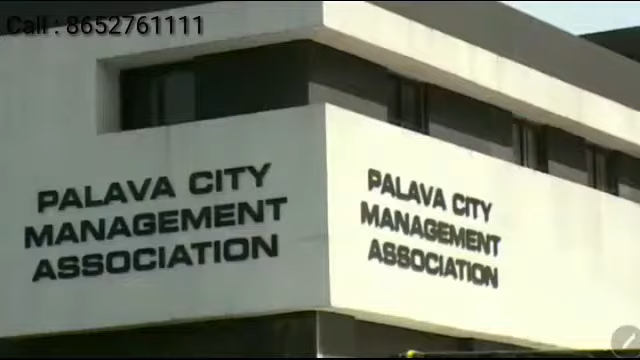 Call : 8652761111
PALAVA CITY
MANAGEMENT
ASSOCIATION
PALAVA CITY
MANAGEMENT
ASSOCIATION